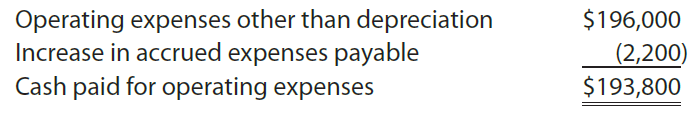 Operating expenses other than depreciation $196,000
Increase in accrued expenses payable (2,200)
Cash paid for operating expenses $193,800